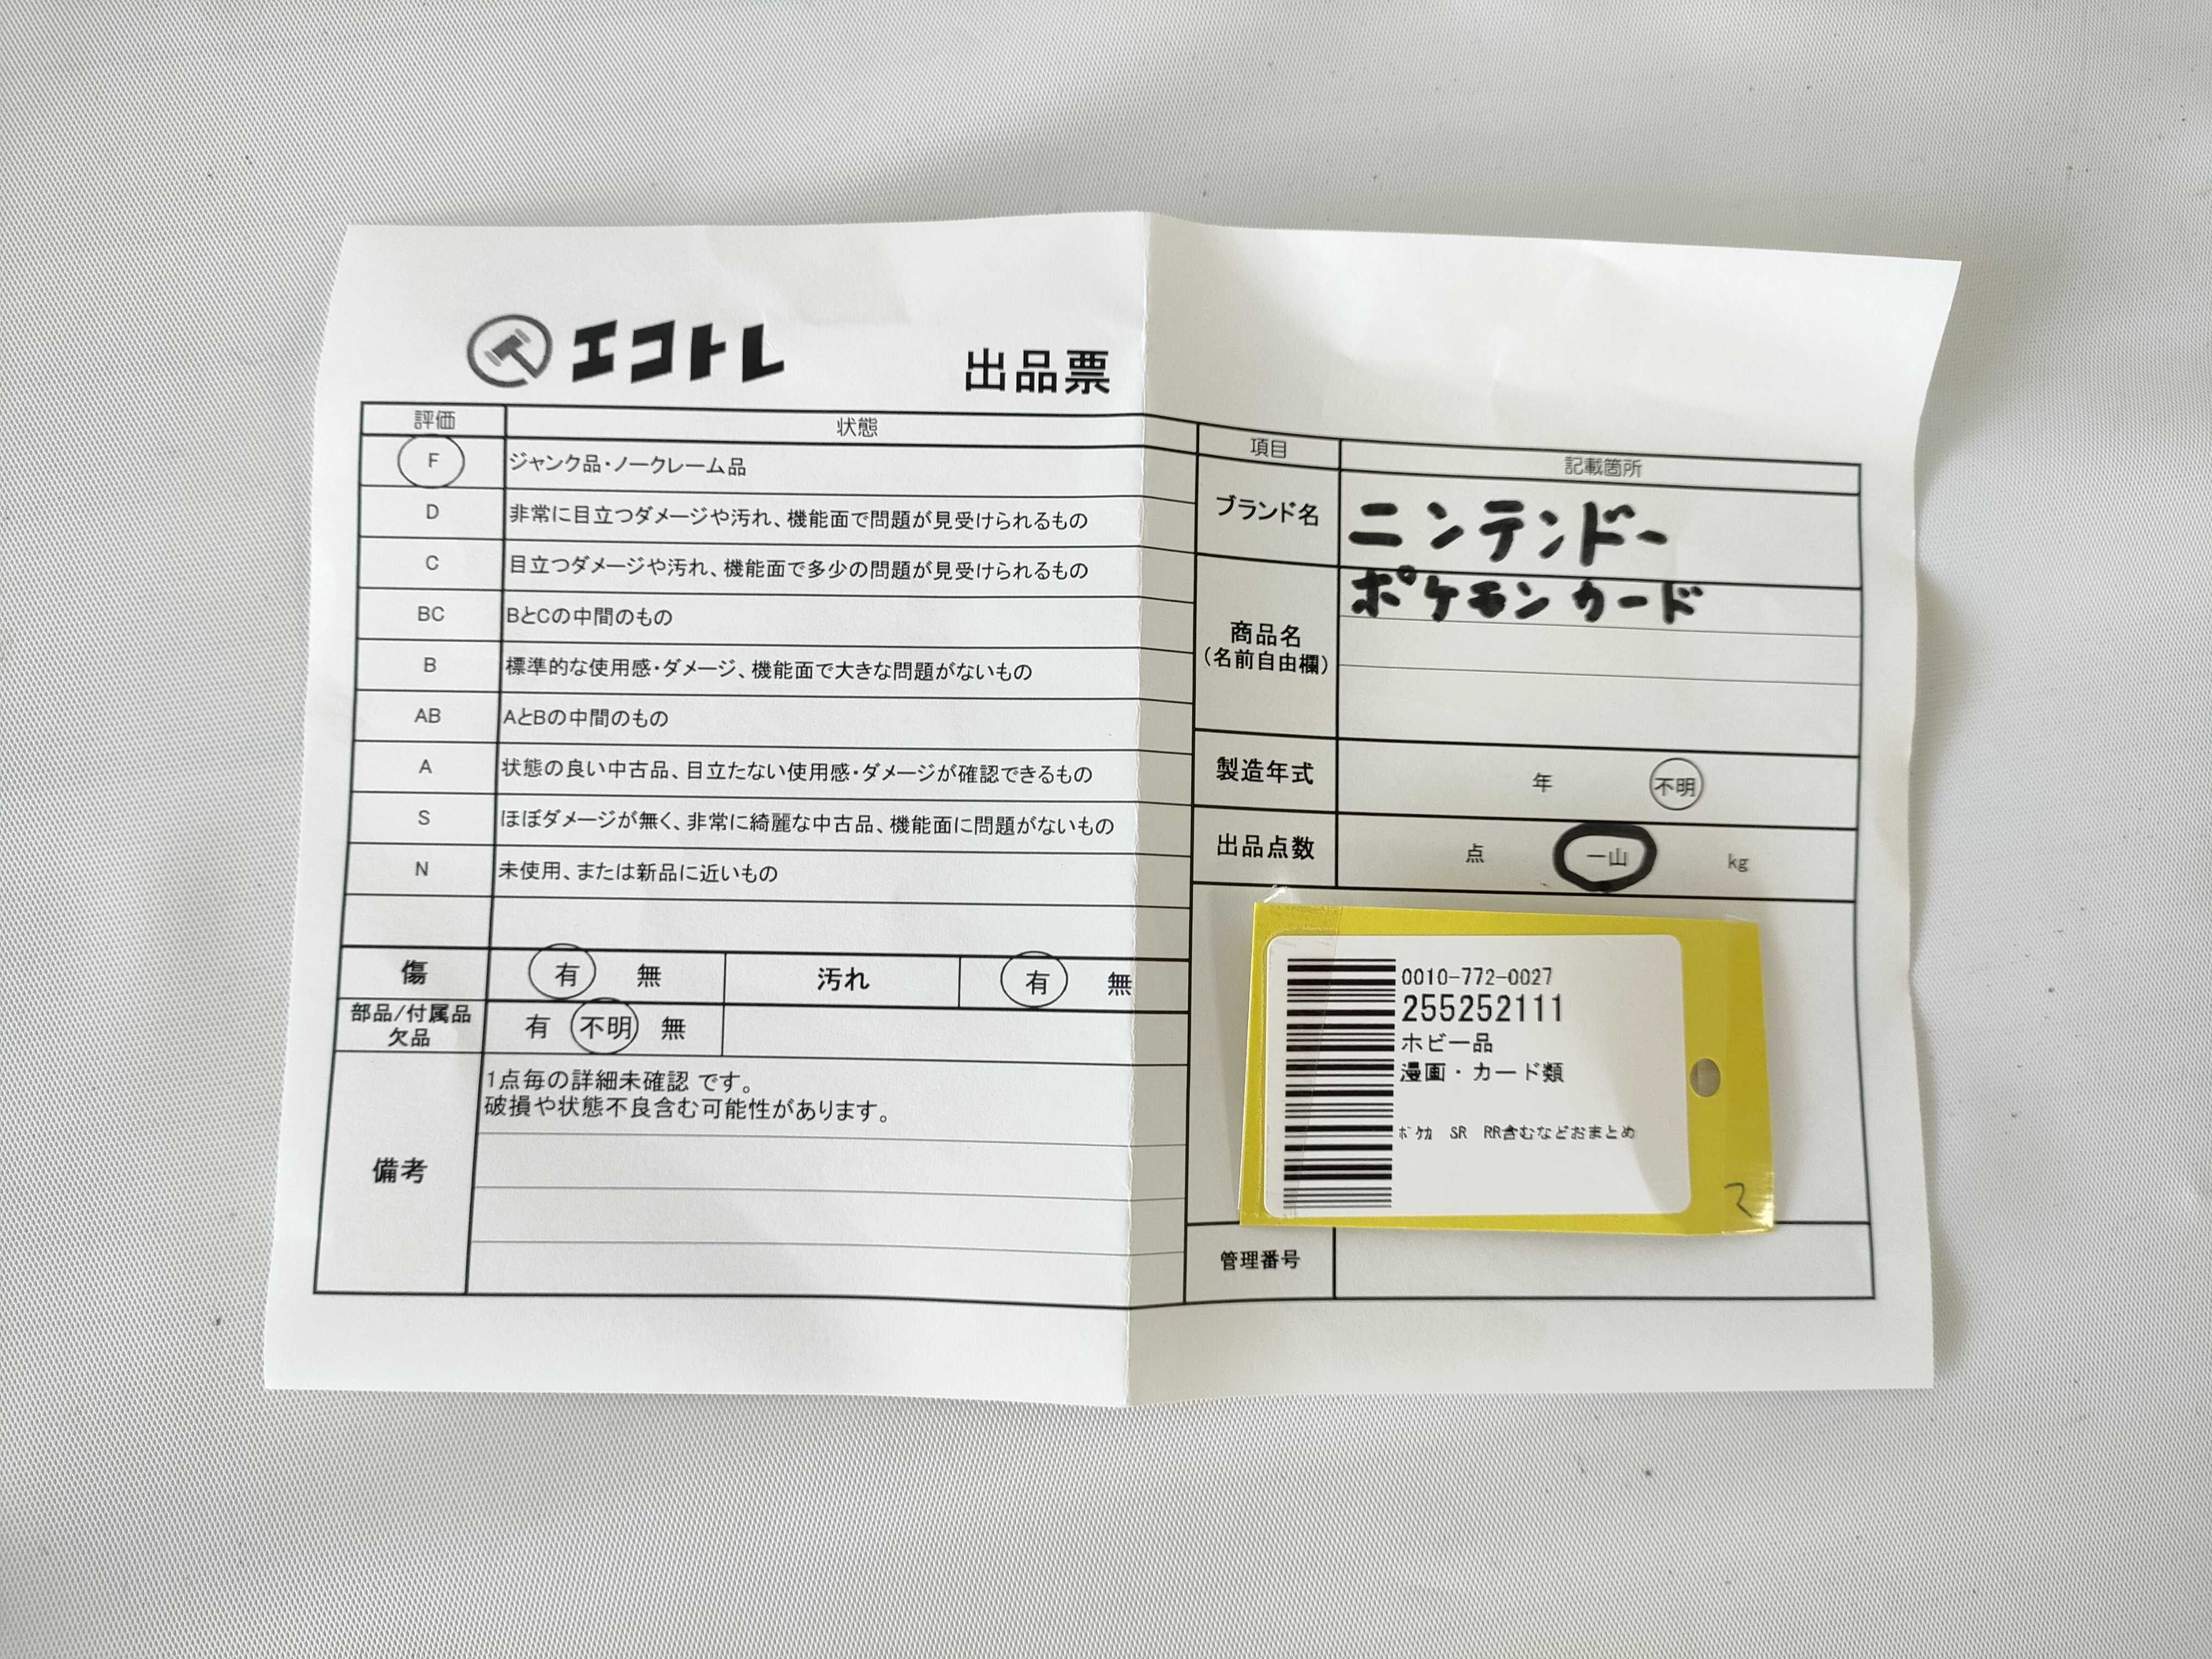 エコトレ
出品票
評価 状態
F ジャンク品・ノークレーム品
D 非常に目立つダメージや汚れ、機能面で問題が見受けられるもの
C 目立つダメージや汚れ、機能面で多少の問題が見受けられるもの
BC BとCの中間のもの
B 標準的な使用感・ダメージ、機能面で大きな問題がないもの
AB AとBの中間のもの
A 状態の良い中古品、目立たない使用感・ダメージが確認できるもの
S ほぼダメージが無く、非常に綺麗な中古品、機能面に問題がないもの
N 未使用、または新品に近いもの
傷 有 無 汚れ 有 無
部品/付属品
欠品
有 不明 無
備考
1点毎の詳細未確認 です。
破損や状態不良含む可能性があります。
項目 記載箇所
ブランド名 ニンテンドー
商品名
(名前自由欄)
ポケモンカード
製造年式 年 不明
出品点数 点 一山 kg
0010-772-0027
255252111
ホビー品
漫画・カード類
ﾎﾟｹｶ SR RR含むなどおまとめ
管理番号